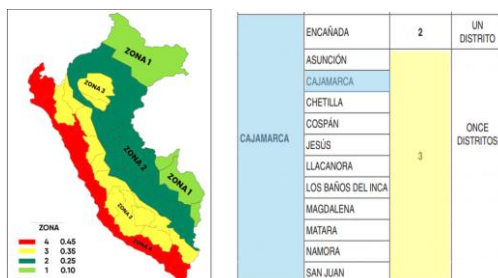 ZONA 1
ZONA 3
ZONA 2
ZONA 1
ZONA 3
ZONA 4
ZONA
4 0.45
3 0.35
2 0.25
1 0.10
CAJAMARCA
ENCAÑADA
2
UN
DISTRITO
ASUNCIÓN
CAJAMARCA
CHETILLA
COSPÁN
JESÚS
LLACANORA
LOS BAÑOS DEL INCA
MAGDALENA
MATARA
NAMORA
SAN JUAN
3
ONCE
DISTRITOS